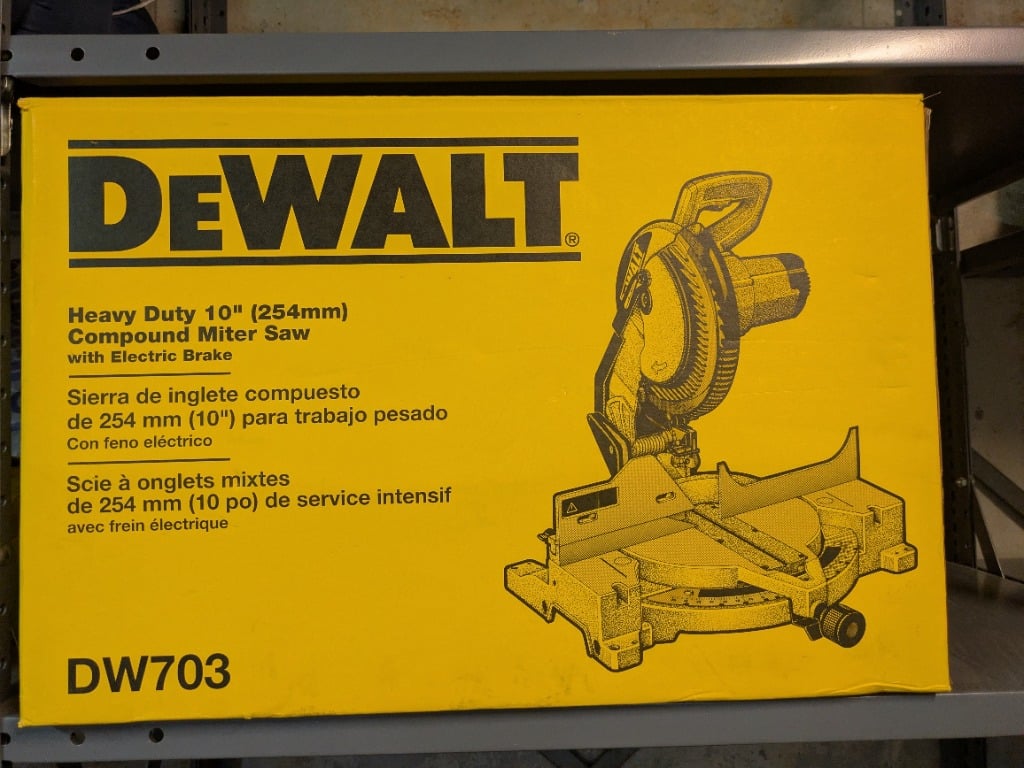 DEWALT®
Heavy Duty 10" (254mm)
Compound Miter Saw
with Electric Brake
Sierra de inglete compuesto
de 254 mm (10") para trabajo pesado
Con feno eléctrico
Scie à onglets mixtes
de 254 mm (10 po) de service intensif
avec frein électrique
DW703